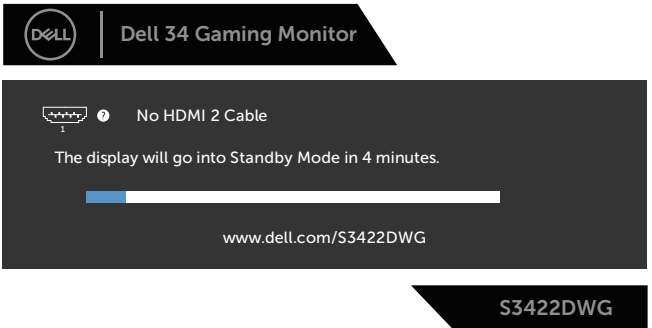 DELL
Dell 34 Gaming Monitor
? No HDMI 2 Cable
1
The display will go into Standby Mode in 4 minutes.
www.dell.com/S3422DWG
S3422DWG